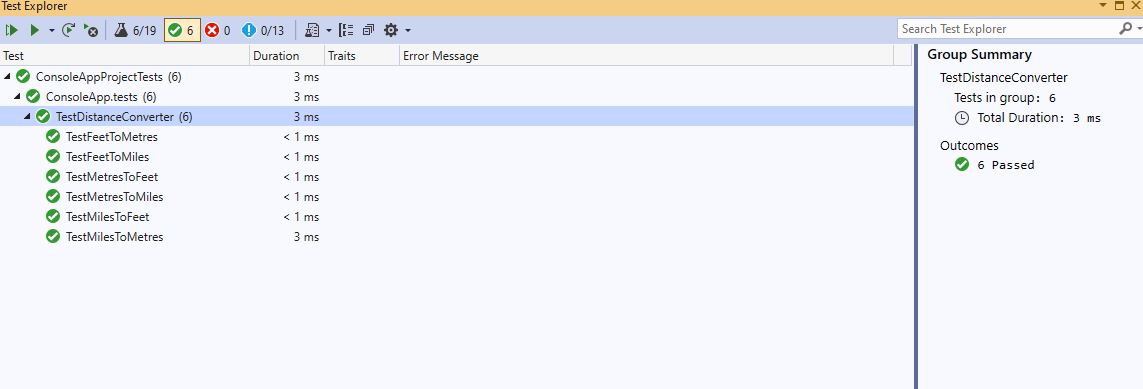 Test Explorer
6/19 6 0 0/13 Search Test Explorer
Test Duration Traits Error Message
ConsoleAppProjectTests (6) 3 ms
ConsoleApp.tests (6) 3 ms
TestDistanceConverter (6) 3 ms
TestFeetToMetres < 1 ms
TestFeetToMiles < 1 ms
TestMetresToFeet < 1 ms
TestMetresToMiles < 1 ms
TestMilesToFeet < 1 ms
TestMilesToMetres 3 ms
Group Summary
TestDistanceConverter
Tests in group: 6
Total Duration: 3 ms
Outcomes
6 Passed